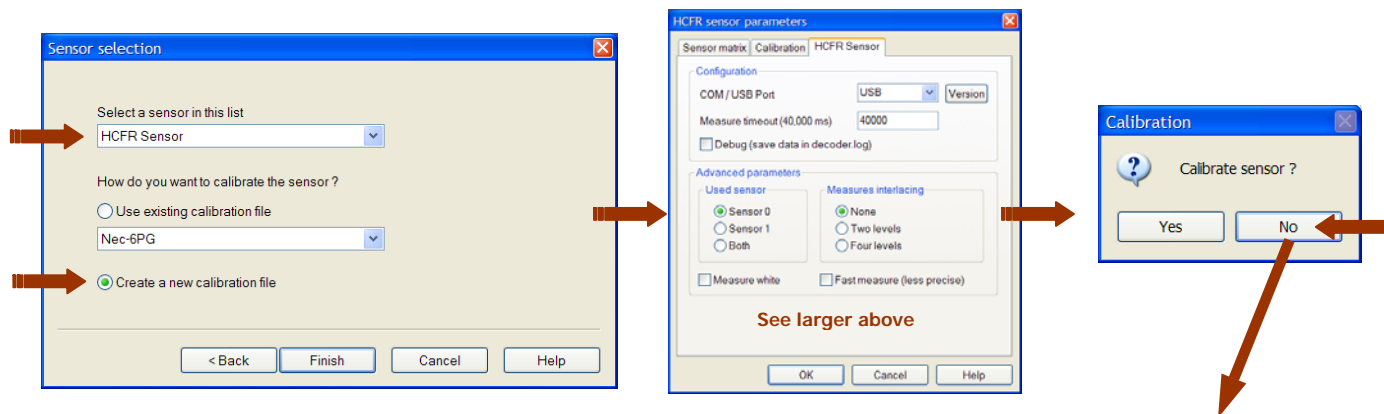 Sensor selection
Select a sensor in this list
HCFR Sensor
How do you want to calibrate the sensor ?
Use existing calibration file
Nec-6PG
Create a new calibration file
< Back Finish Cancel Help
HCFR sensor parameters
Sensor matrix Calibration HCFR Sensor
Configuration
COM / USB Port USB Version
Measure timeout (40,000 ms) 40000
Debug (save data in decoder.log)
Advanced parameters
Used sensor Measures interlacing
Sensor 0 None
Sensor 1 Two levels
Both Four levels
Measure white Fast measure (less precise)
See larger above
OK Cancel Help
Calibration
Calibrate sensor ?
Yes No